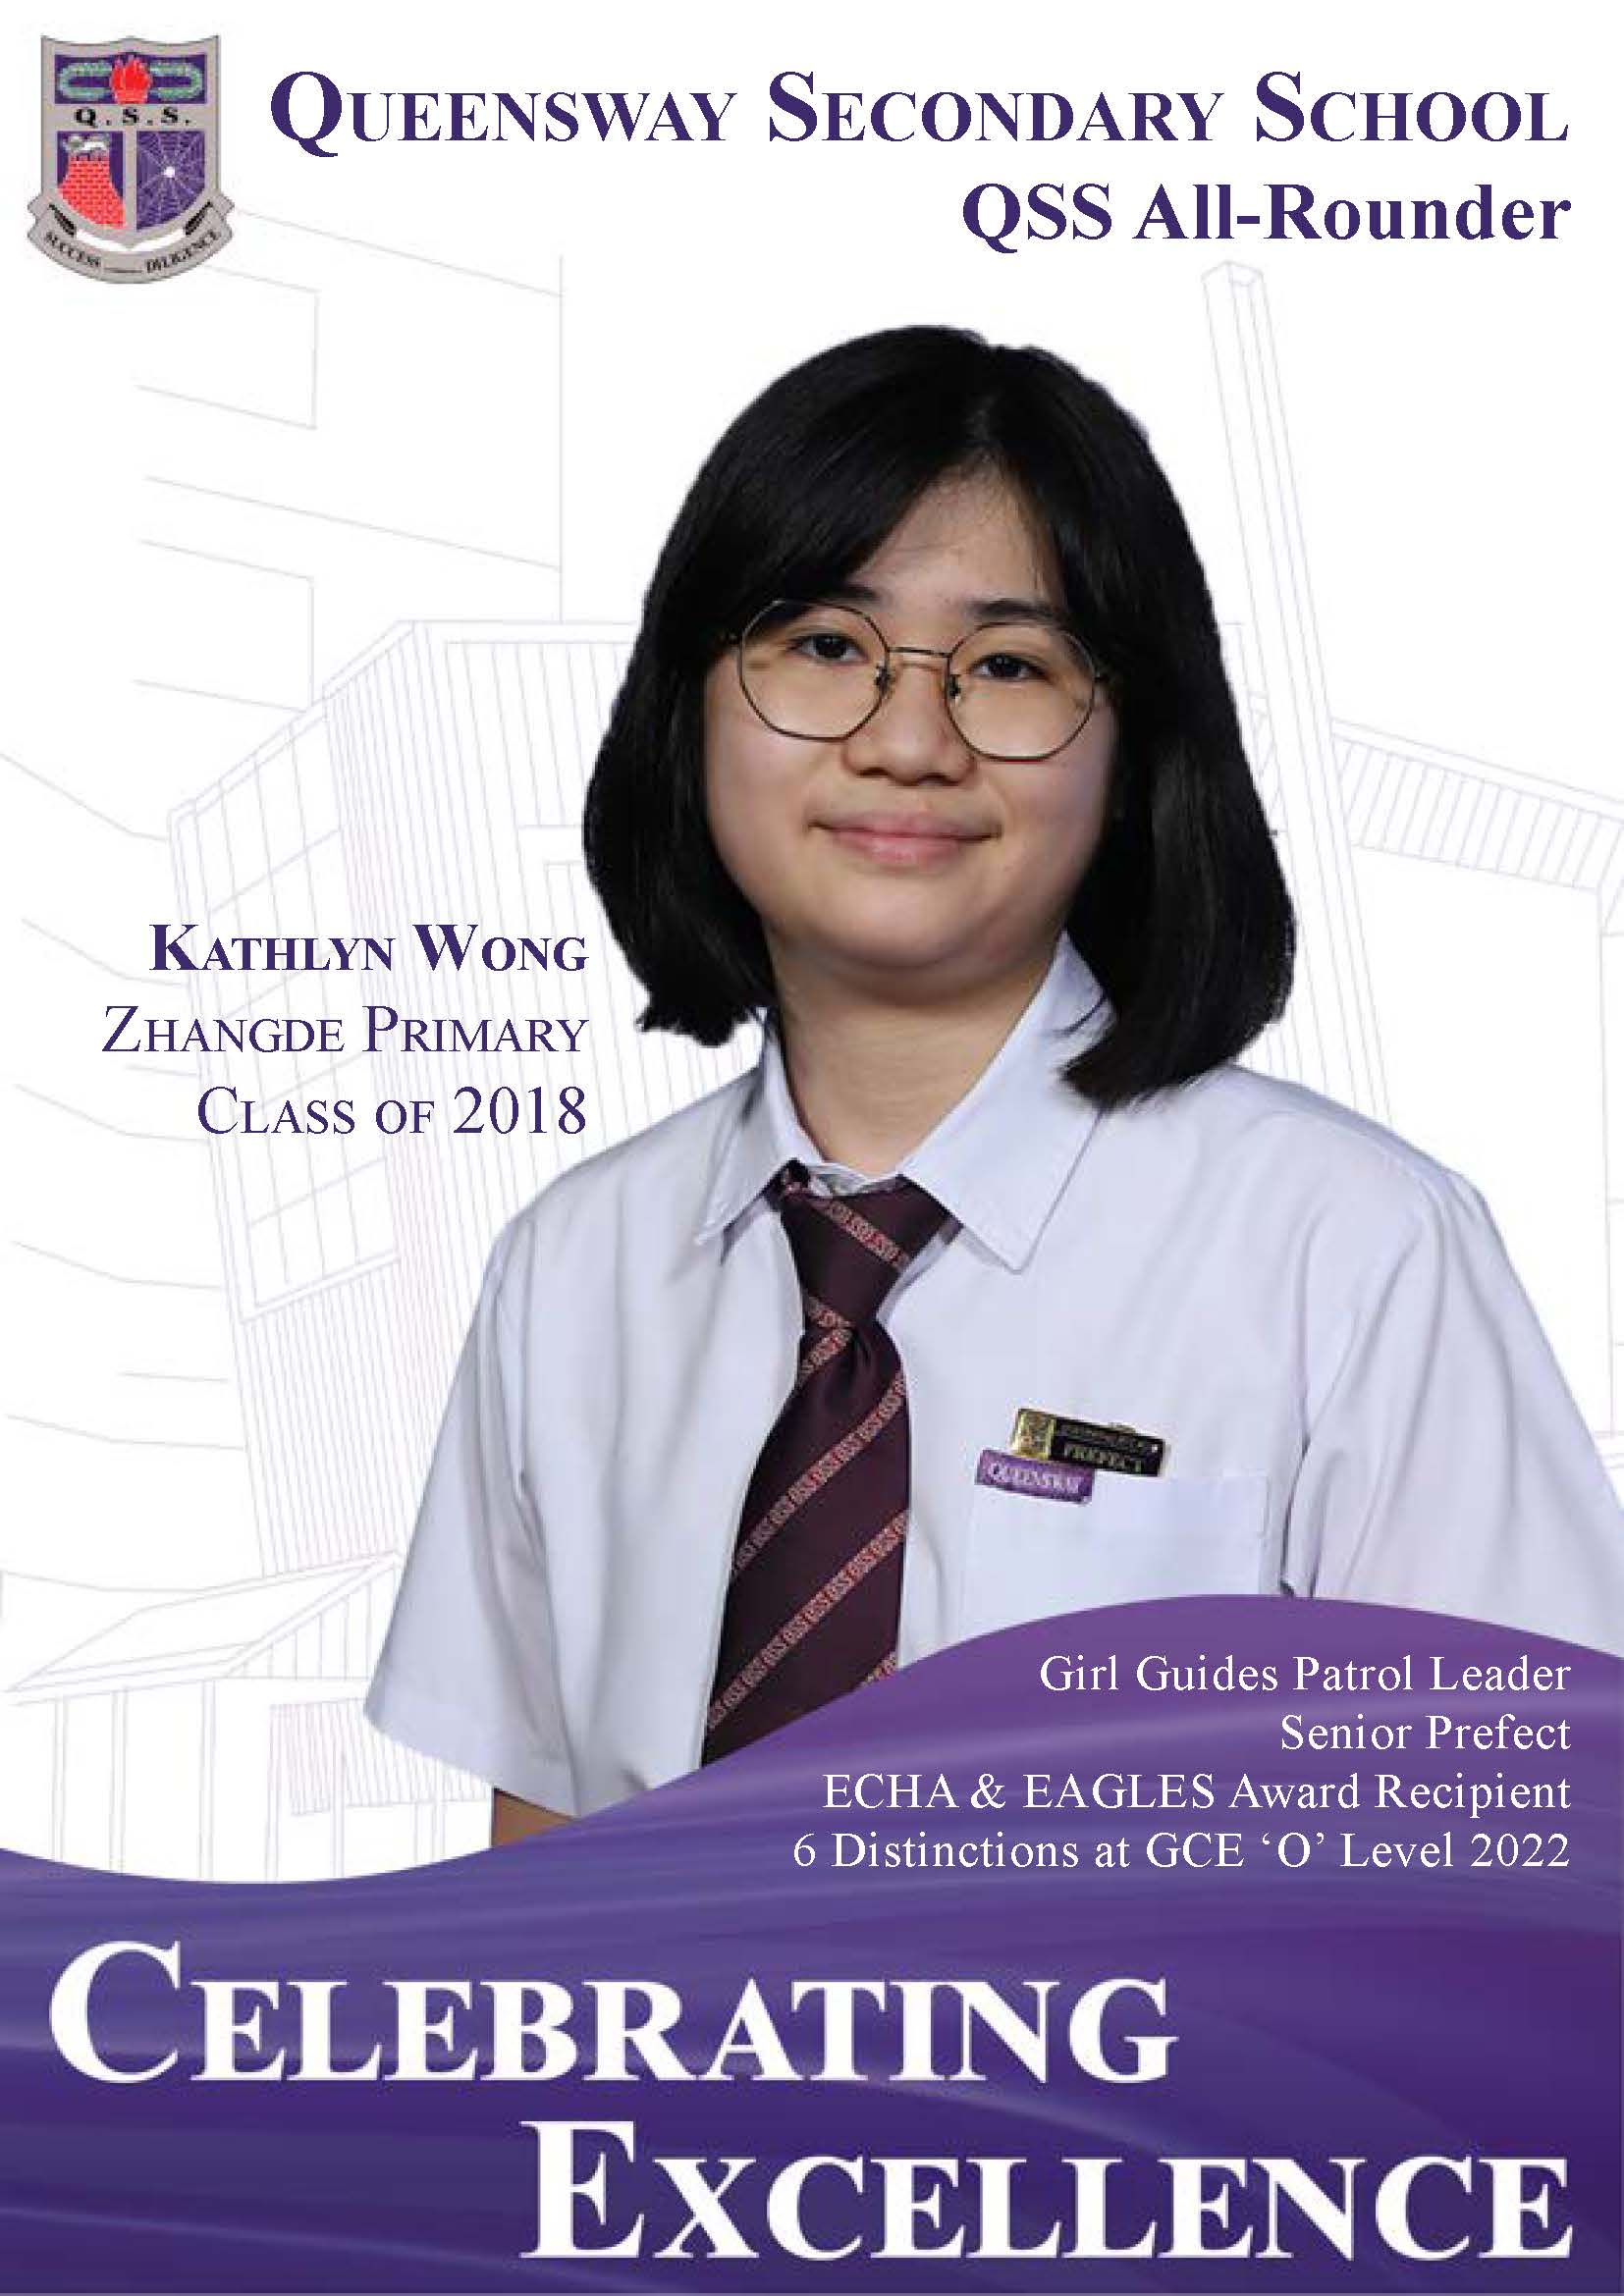 Q.S.S.
SUCCESS
DILIGENCE
QUEENSWAY SECONDARY SCHOOL
QSS All-Rounder
KATHLYN WONG
ZHANGDE PRIMARY
CLASS OF 2018
PREFECT
QUEENSWAY
Girl Guides Patrol Leader
Senior Prefect
ECHA & EAGLES Award Recipient
6 Distinctions at GCE ‘O’ Level 2022
CELEBRATING
EXCELLENCE